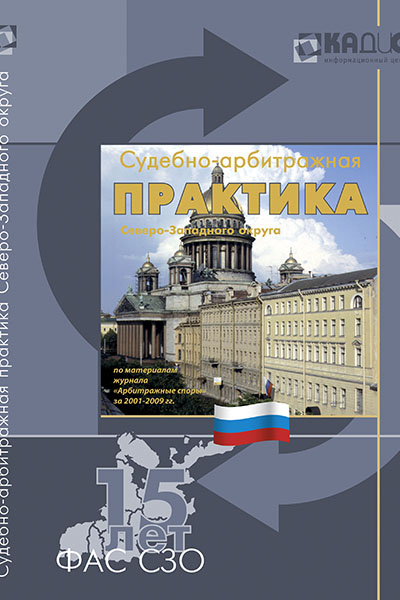 КАДИС
информационный це
Судебно-арбитражная
ПРАКТИКА
Северо-Западного округа
по материалам
журнала
«Арбитражные споры»
за 2001-2009 гг.
15
лет
ФАС СЗО
Судебно-арбитражная практика Северо-Западного округа